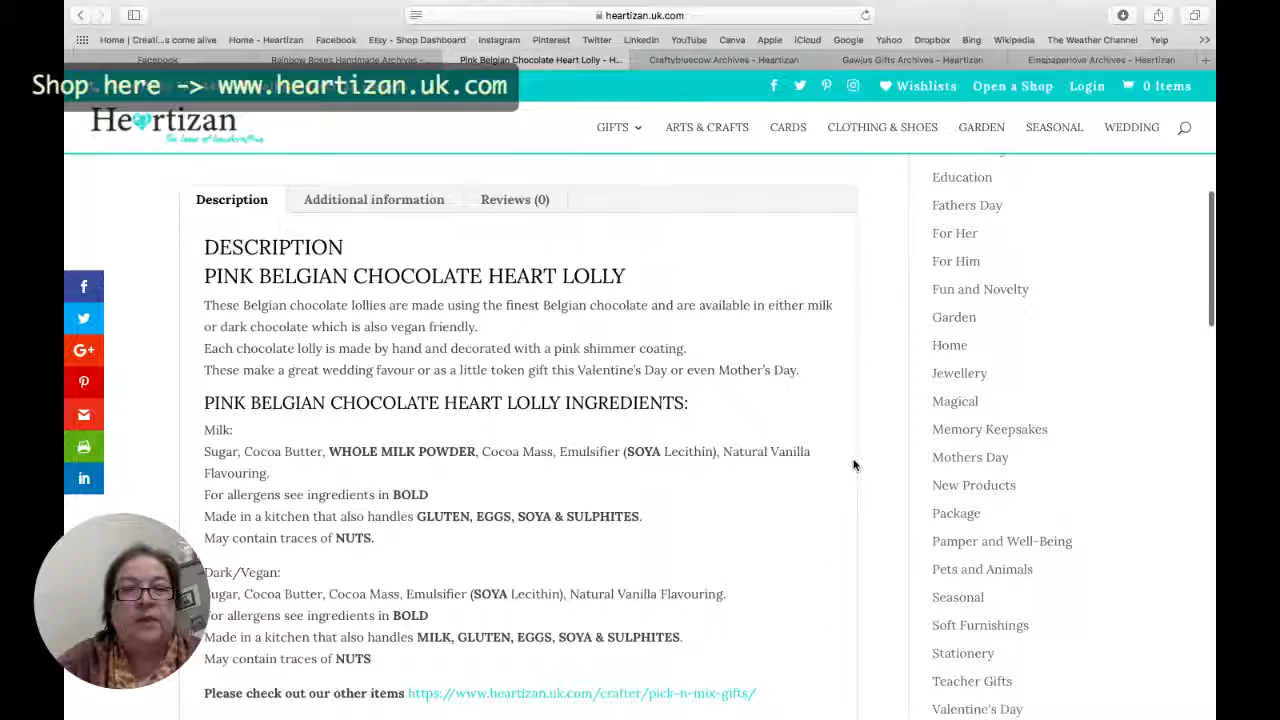 heartizan.uk.com
Home | Creati...s come alive Home - Heartizan Facebook Etsy - Shop Dashboard Instagram Pinterest Twitter LinkedIn YouTube Canva Apple iCloud Google Yahoo Dropbox Bing Wikipedia The Weather Channel Yelp >>
Facebook Rainbow Roses Handmade Archives - Pink Belgian Chocolate Heart Lolly - H... Craftybluecow Archives - Heartizan Gawjus Gifts Archives - Heartizan Emspaperiove Archives - Heartizan +
Shop here -> www.heartizan.uk.com
Wishlists Open a Shop Login 0 Items
Heartizan
The home of handcrafting
GIFTS ARTS & CRAFTS CARDS CLOTHING & SHOES GARDEN SEASONAL WEDDING
Description Additional information Reviews (0)
DESCRIPTION
PINK BELGIAN CHOCOLATE HEART LOLLY
These Belgian chocolate lollies are made using the finest Belgian chocolate and are available in either milk
or dark chocolate which is also vegan friendly.
Each chocolate lolly is made by hand and decorated with a pink shimmer coating.
These make a great wedding favour or as a little token gift this Valentine's Day or even Mother's Day.
PINK BELGIAN CHOCOLATE HEART LOLLY INGREDIENTS:
Milk:
Sugar, Cocoa Butter, WHOLE MILK POWDER, Cocoa Mass, Emulsifier (SOYA Lecithin), Natural Vanilla
Flavouring.
For allergens see ingredients in BOLD
Made in a kitchen that also handles GLUTEN, EGGS, SOYA & SULPHITES.
May contain traces of NUTS.
Dark/Vegan:
Sugar, Cocoa Butter, Cocoa Mass, Emulsifier (SOYA Lecithin), Natural Vanilla Flavouring.
For allergens see ingredients in BOLD
Made in a kitchen that also handles MILK, GLUTEN, EGGS, SOYA & SULPHITES.
May contain traces of NUTS
Please check out our other items https://www.heartizan.uk.com/crafter/pick-n-mix-gifts/
Education
Fathers Day
For Her
For Him
Fun and Novelty
Garden
Home
Jewellery
Magical
Memory Keepsakes
Mothers Day
New Products
Package
Pamper and Well-Being
Pets and Animals
Seasonal
Soft Furnishings
Stationery
Teacher Gifts
Valentine's Day